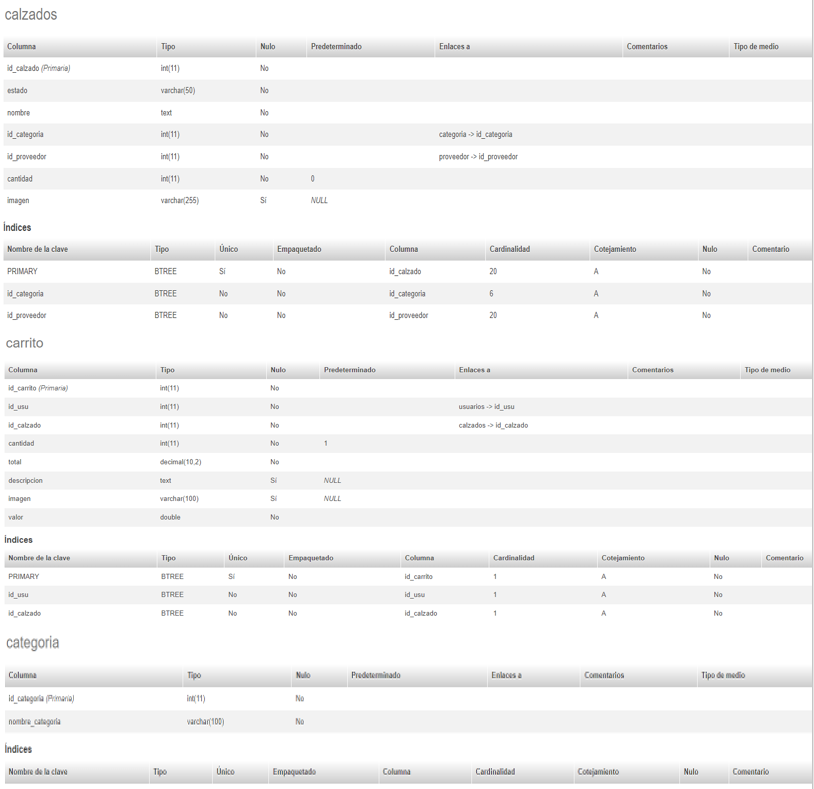 calzados
Columna Tipo Nulo Predeterminado Enlaces a Comentarios Tipo de medio
id_calzado (Primaria) int(11) No
estado varchar(50) No
nombre text No
id_categoria int(11) No categoria -> id_categoria
id_proveedor int(11) No proveedor -> id_proveedor
cantidad int(11) No 0
imagen varchar(255) Sí NULL
Índices
Nombre de la clave Tipo Único Empaquetado Columna Cardinalidad Cotejamiento Nulo Comentario
PRIMARY BTREE Sí No id_calzado 20 A No
id_categoria BTREE No No id_categoria 6 A No
id_proveedor BTREE No No id_proveedor 20 A No
carrito
Columna Tipo Nulo Predeterminado Enlaces a Comentarios Tipo de medio
id_carrito (Primaria) int(11) No
id_usu int(11) No usuarios -> id_usu
id_calzado int(11) No calzados -> id_calzado
cantidad int(11) No 1
total decimal(10,2) No
descripcion text Sí NULL
imagen varchar(100) Sí NULL
valor double No
Índices
Nombre de la clave Tipo Único Empaquetado Columna Cardinalidad Cotejamiento Nulo Comentario
PRIMARY BTREE Sí No id_carrito 1 A No
id_usu BTREE No No id_usu 1 A No
id_calzado BTREE No No id_calzado 1 A No
categoria
Columna Tipo Nulo Predeterminado Enlaces a Comentarios Tipo de medio
id_categoria (Primaria) int(11) No
nombre_categoria varchar(100) No
Índices
Nombre de la clave Tipo Único Empaquetado Columna Cardinalidad Cotejamiento Nulo Comentario